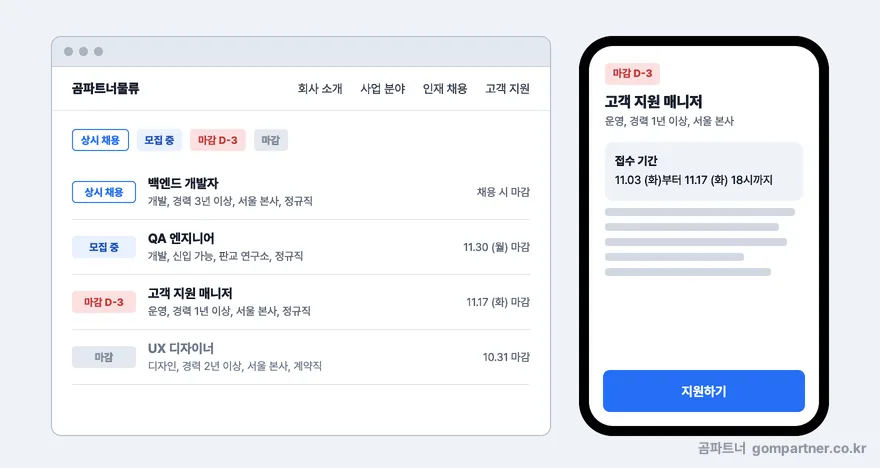 곰파트너물류
회사 소개 사업 분야 인재 채용 고객 지원
상시 채용 모집 중 마감 D-3 마감
상시 채용
백엔드 개발자
개발, 경력 3년 이상, 서울 본사, 정규직
채용 시 마감
모집 중
QA 엔지니어
개발, 신입 가능, 판교 연구소, 정규직
11.30 (월) 마감
마감 D-3
고객 지원 매니저
운영, 경력 1년 이상, 서울 본사, 정규직
11.17 (화) 마감
마감
UX 디자이너
디자인, 경력 2년 이상, 서울 본사, 계약직
10.31 마감
마감 D-3
고객 지원 매니저
운영, 경력 1년 이상, 서울 본사
접수 기간
11.03 (화)부터 11.17 (화) 18시까지
지원하기
곰파트너 gompartner.co.kr